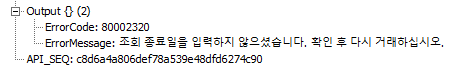 Output {} (2)
ErrorCode: 80002320
ErrorMessage: 조회 종료일을 입력하지 않으셨습니다. 확인 후 다시 거래하십시오.
API_SEQ: c8d6a4a806def78a539e48dfd6274c90